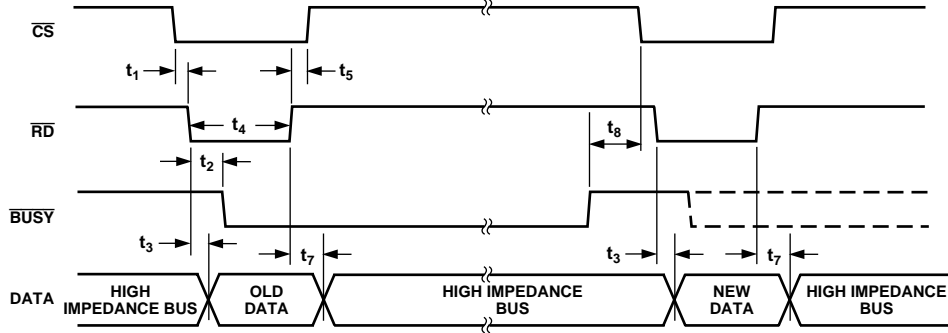 CS
t1
t5
RD
t4
t8
t2
BUSY
t3
t7
t3
t7
DATA
HIGH
IMPEDANCE BUS
OLD
DATA
HIGH IMPEDANCE
BUS
NEW
DATA
HIGH IMPEDANCE
BUS